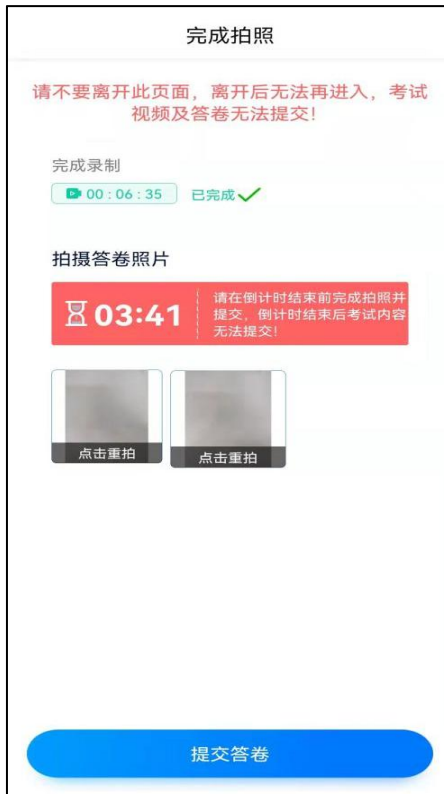 完成拍照
请不要离开此页面，离开后无法再进入，考试
视频及答卷无法提交！
完成录制
00:06:35 已完成
拍摄答卷照片
03:41
请在倒计时结束前完成拍照并
提交，倒计时结束后考试内容
无法提交！
点击重拍
点击重拍
提交答卷